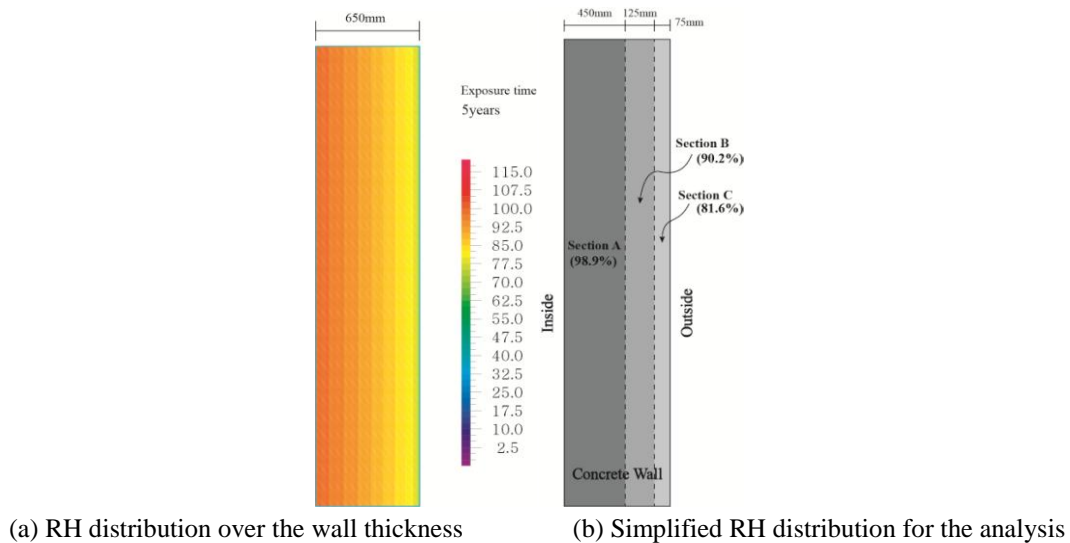 650mm
Exposure time
5years
115.0
107.5
100.0
92.5
85.0
77.5
70.0
62.5
55.0
47.5
40.0
32.5
25.0
17.5
10.0
2.5
450mm
125mm
75mm
Section B
(90.2%)
Section C
(81.6%)
Section A
(98.9%)
Inside
Outside
Concrete Wall
(a) RH distribution over the wall thickness
(b) Simplified RH distribution for the analysis